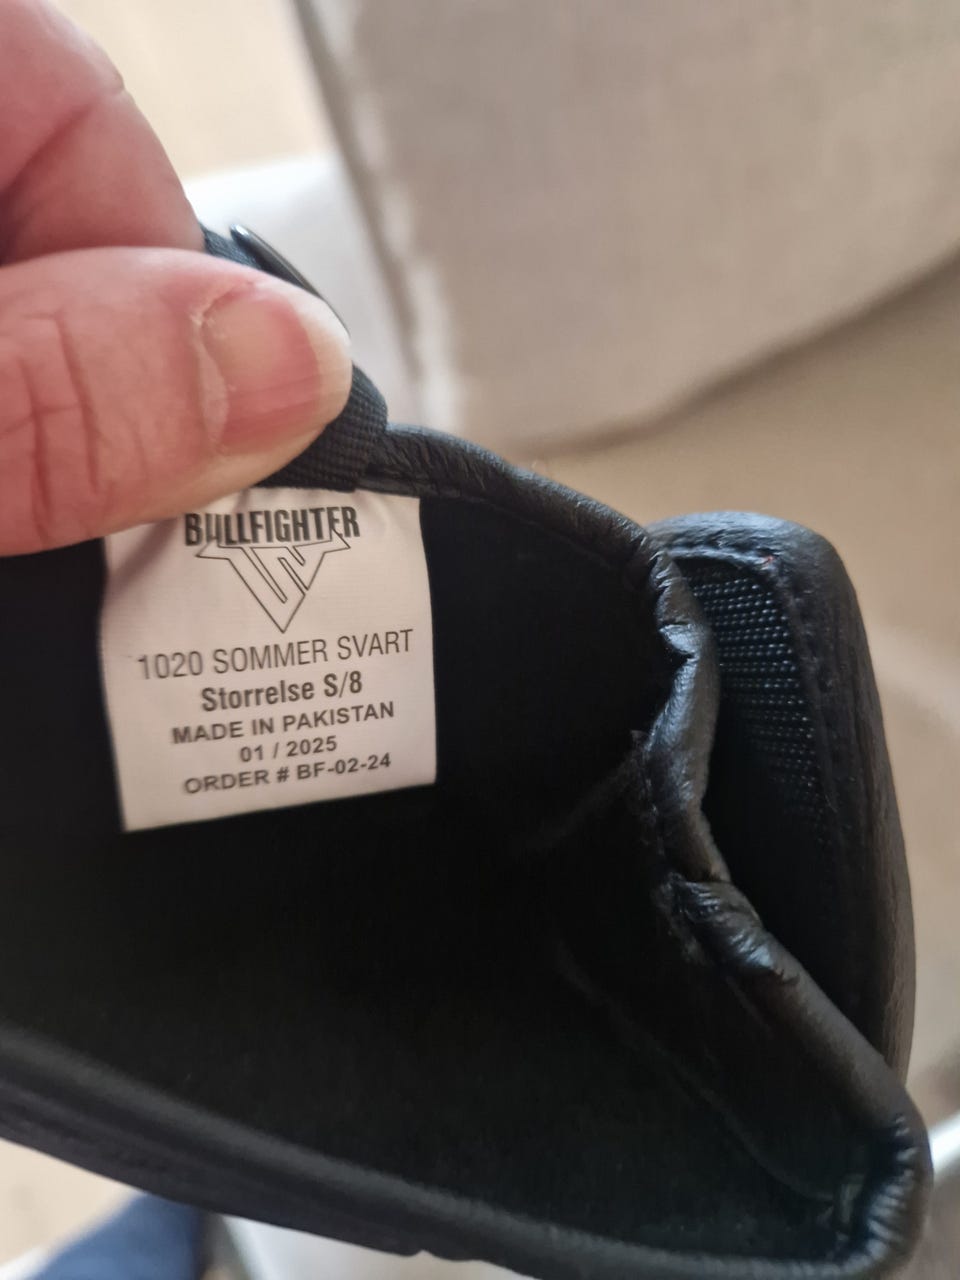 BULLFIGHTER
1020 SOMMER SVART
Storrelse S/8
MADE IN PAKISTAN
01 / 2025
ORDER # BF-02-24